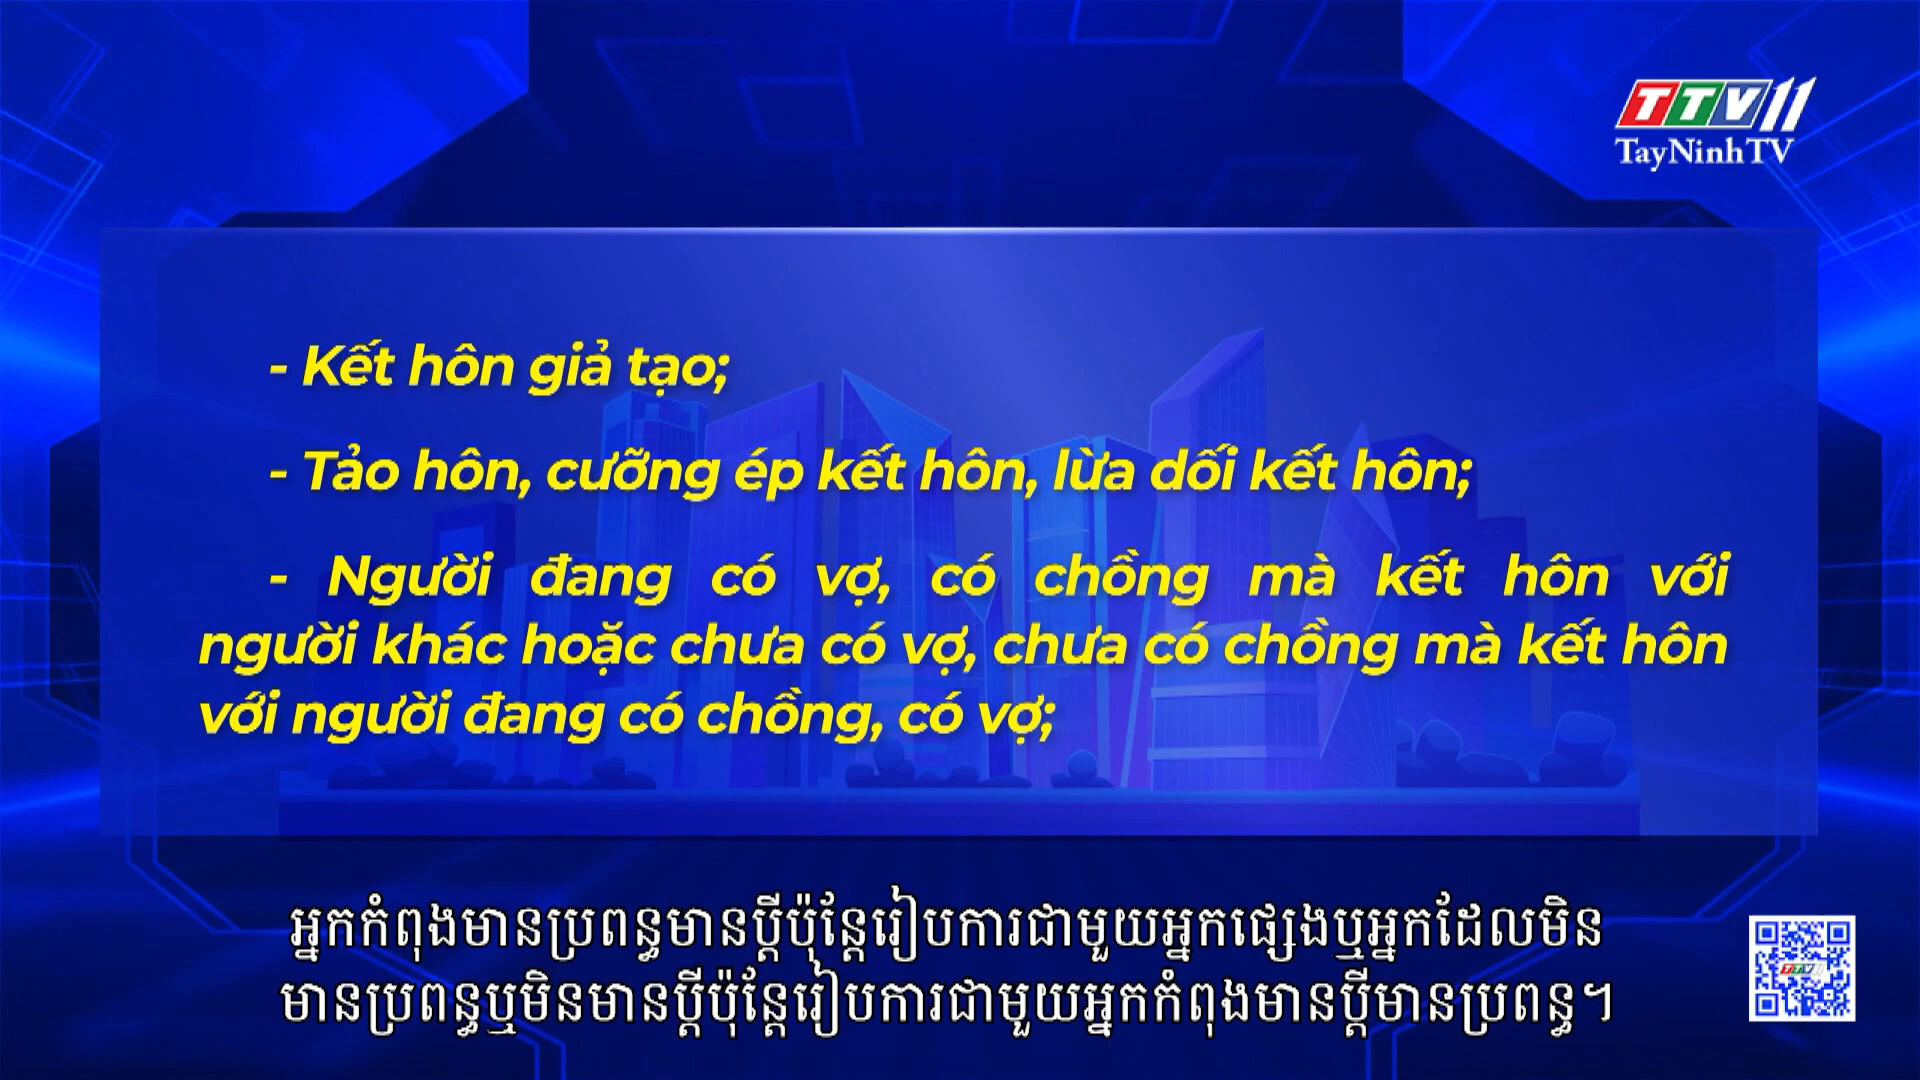 TTV11
TayNinhTV
- Kết hôn giả tạo;
- Tảo hôn, cưỡng ép kết hôn, lừa dối kết hôn;
- Người đang có vợ, có chồng mà kết hôn với
người khác hoặc chưa có vợ, chưa có chồng mà kết hôn
với người đang có chồng, có vợ;
អ្នកកំពុងមានប្រពន្ធមានប្តីប៉ុន្តែរៀបការជាមួយអ្នកផ្សេងឬអ្នកដែលមិន
មានប្រពន្ធឬមិនមានប្តីប៉ុន្តែរៀបការជាមួយអ្នកកំពុងមានប្តីមានប្រពន្ធ។
TTV11